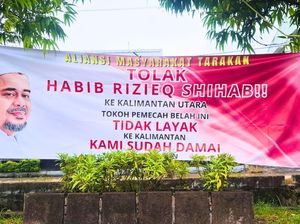 ALIANSI MASYARAKAT TARAKAN
TOLAK
HABIB RIZIEQ SHIHAB!!
KE KALIMANTAN UTARA
TOKOH PEMECAH BELAH INI
TIDAK LAYAK
KE KALIMANTAN
KAMI SUDAH DAMAI